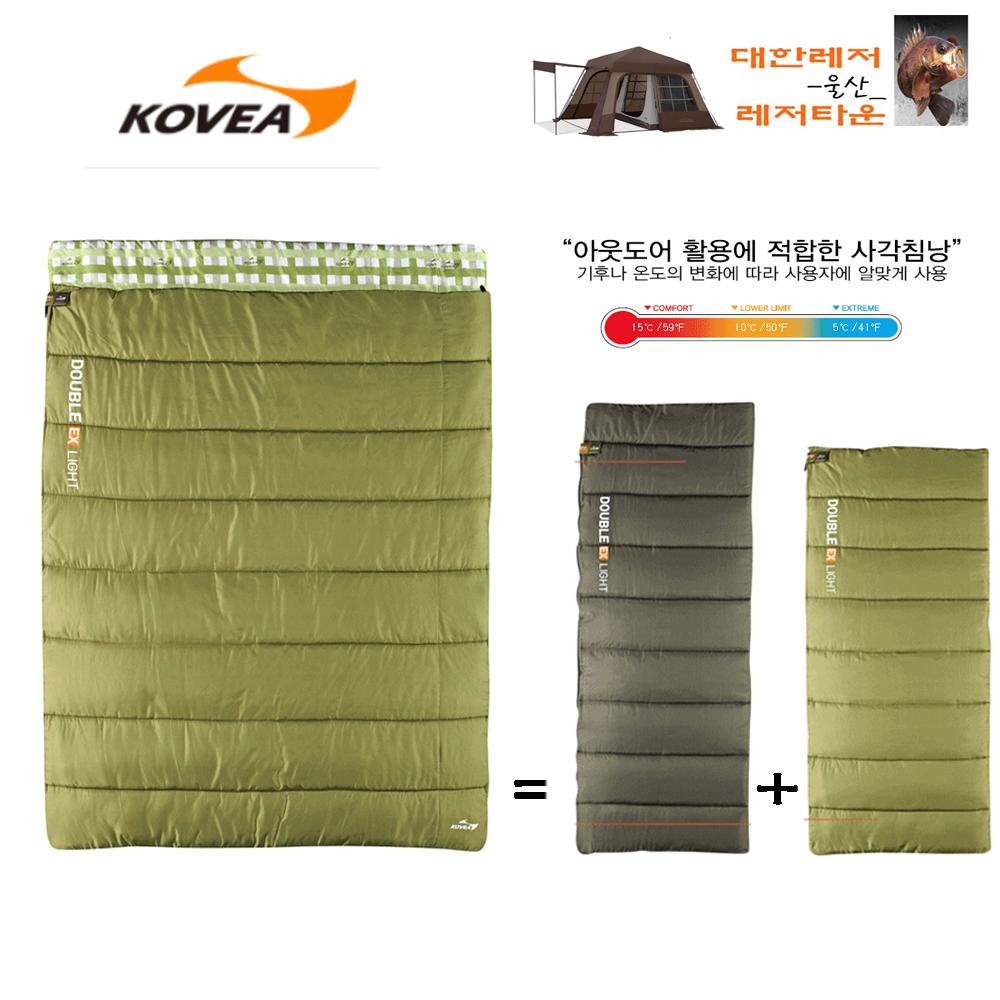 KOVEA
대한레저
-울산_
레저타운
“아웃도어 활용에 적합한 사각침낭”
기후나 온도의 변화에 따라 사용자에 알맞게 사용
▼COMFORT ▼LOWER LIMIT ▼EXTREME
15℃/59℉ 10℃/50℉ 5℃/41℉
DOUBLE EX LIGHT
KOVEA
=
DOUBLE EX LIGHT
+
DOUBLE EX LIGHT